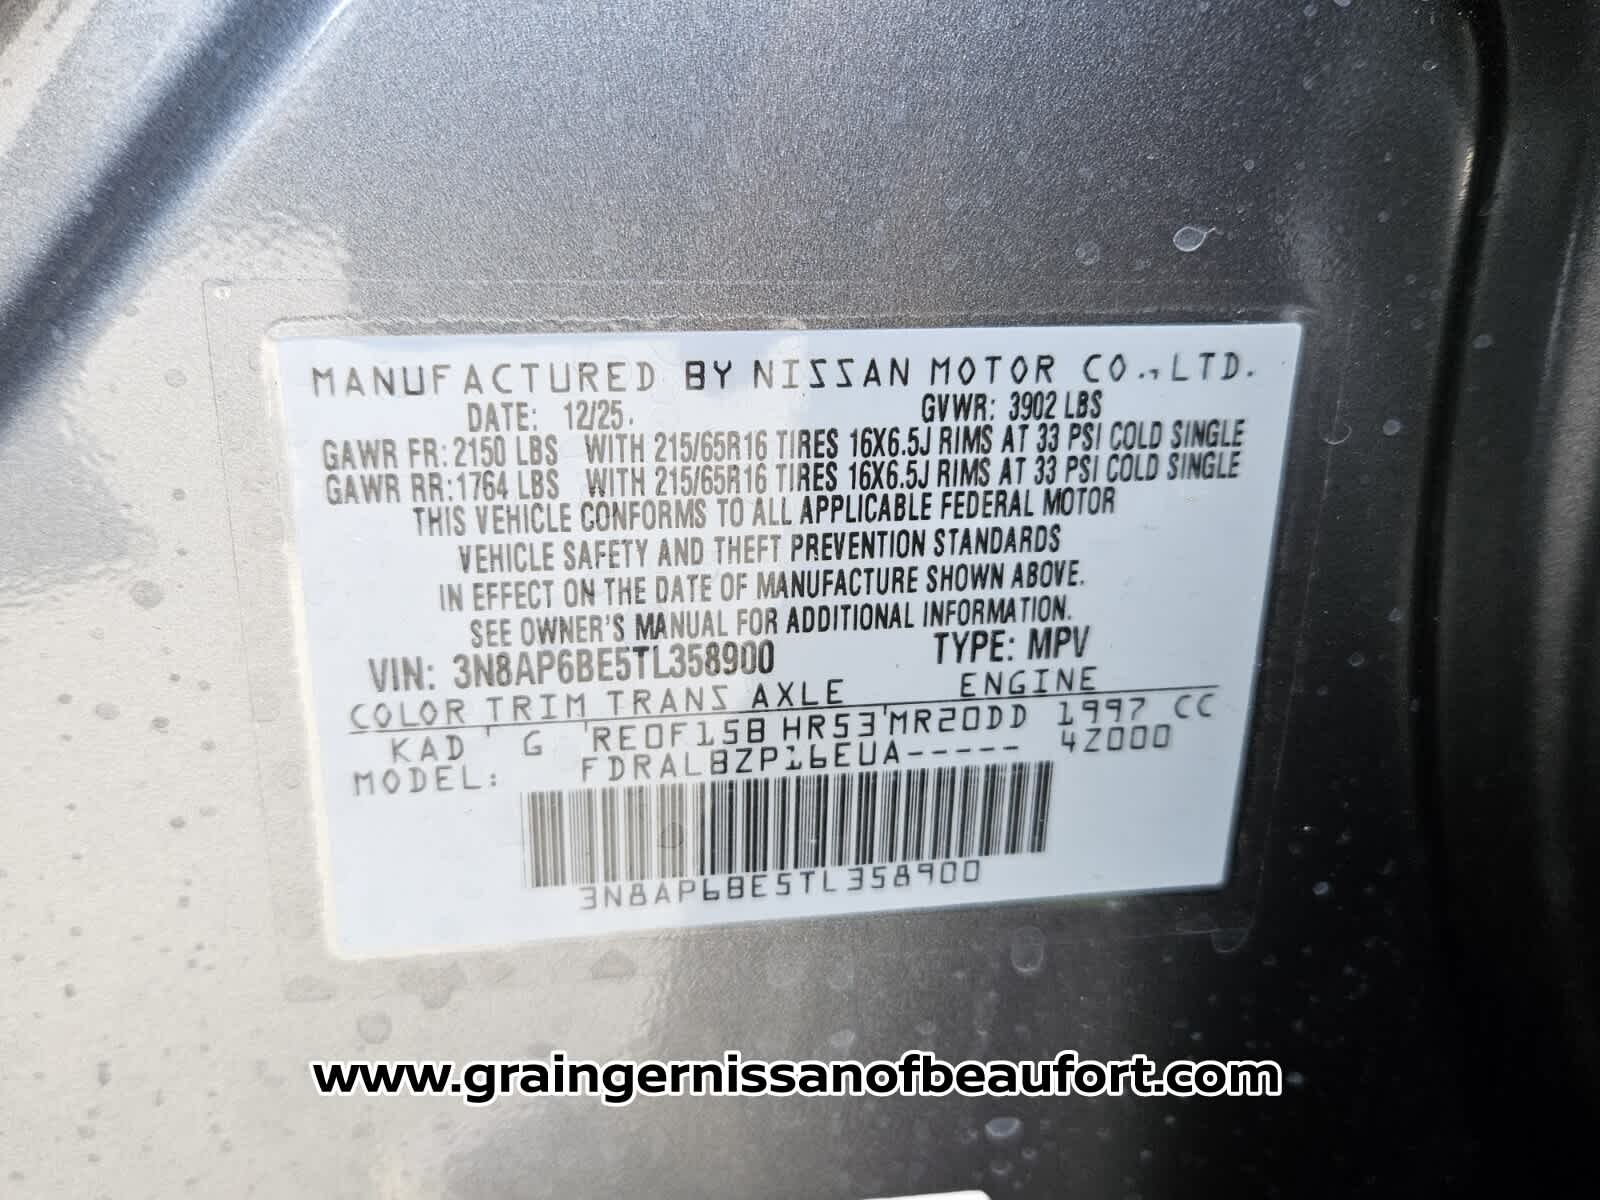 MANUFACTURED BY NISSAN MOTOR CO., LTD.
DATE: 12/25. GVWR: 3902 LBS
GAWR FR: 2150 LBS WITH 215/65R16 TIRES 16X6.5J RIMS AT 33 PSI COLD SINGLE
GAWR RR: 1764 LBS WITH 215/65R16 TIRES 16X6.5J RIMS AT 33 PSI COLD SINGLE
THIS VEHICLE CONFORMS TO ALL APPLICABLE FEDERAL MOTOR
VEHICLE SAFETY AND THEFT PREVENTION STANDARDS
IN EFFECT ON THE DATE OF MANUFACTURE SHOWN ABOVE.
SEE OWNER'S MANUAL FOR ADDITIONAL INFORMATION.
VIN: 3N8AP6BE5TL358900 TYPE: MPV
COLOR TRIM TRANS AXLE ENGINE
KAD G RE0F15B HR53 MR20DD 1997 CC
MODEL: FDRALBZP16EUA----- 4Z000
3N8AP6BE5TL358900
www.graingernissanofbeaufort.com